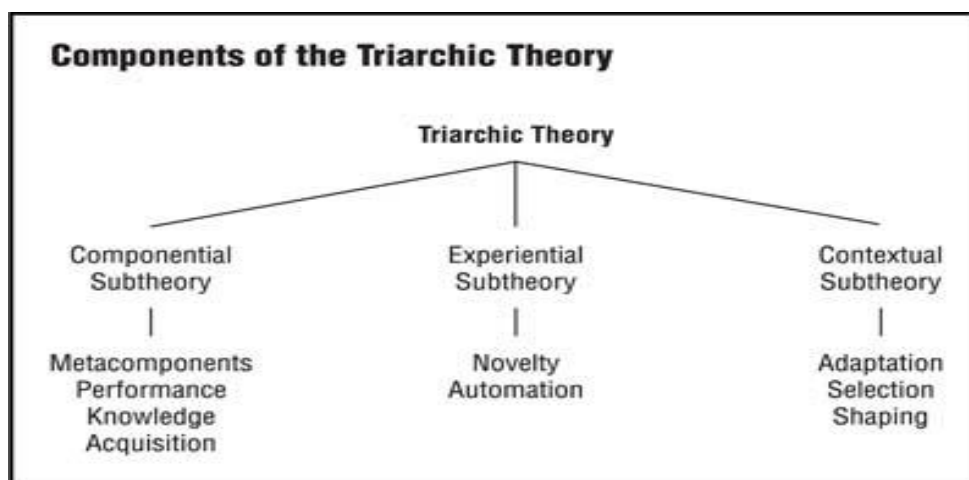 Components of the Triarchic Theory
Triarchic Theory
Componential
Subtheory
Metacomponents
Performance
Knowledge
Acquisition
Experiential
Subtheory
Novelty
Automation
Contextual
Subtheory
Adaptation
Selection
Shaping